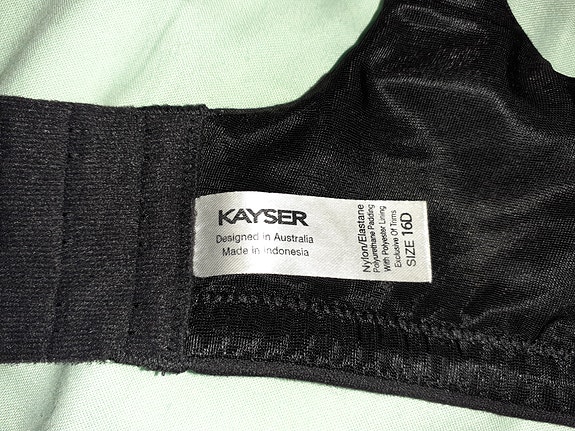 KAYSER
Designed in Australia
Made in Indonesia
Nylon/Elastane
Polyurethane Padding
With Polyester Lining
Exclusive Of Trims
SIZE 16D